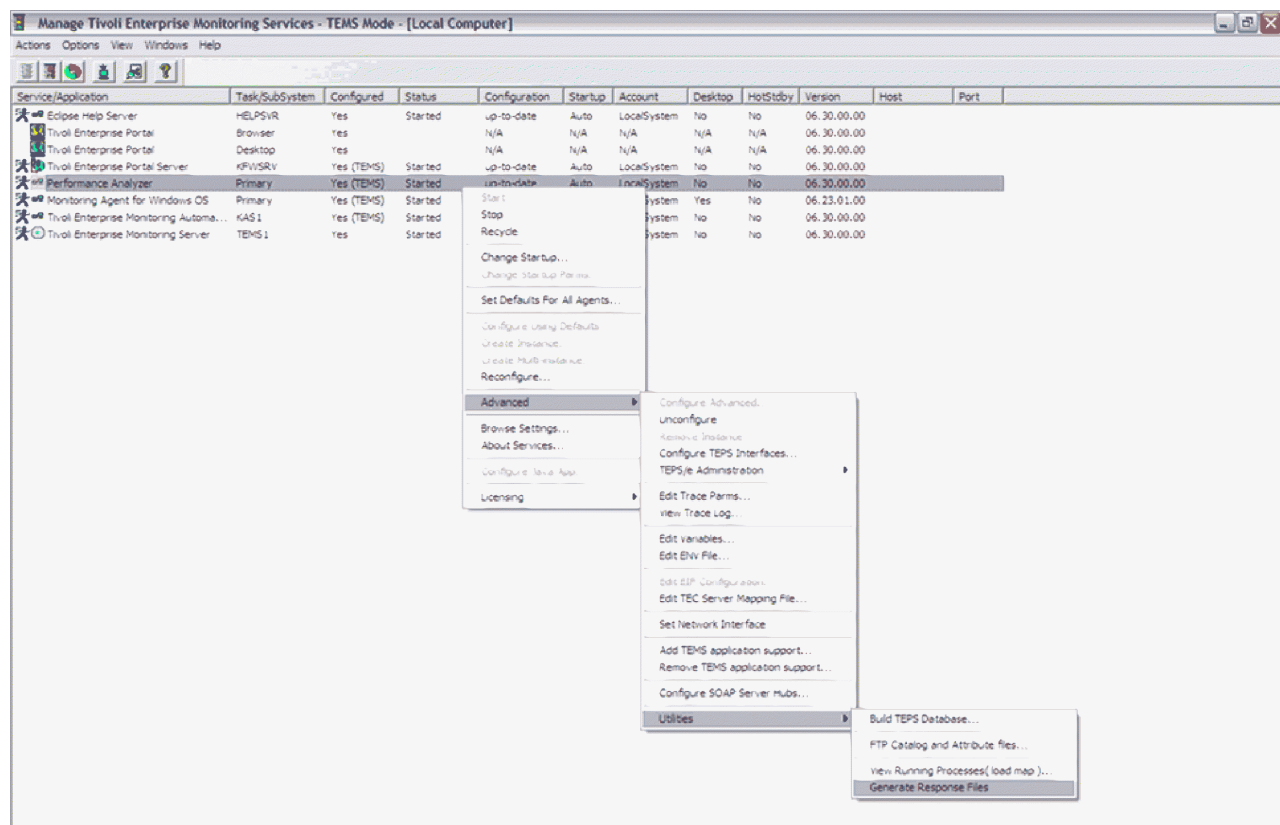 Manage Tivoli Enterprise Monitoring Services - TEMS Mode - [Local Computer]
Actions Options View Windows Help
Service/Application Task/SubSystem Configured Status Configuration Startup Account Desktop HotStdby Version Host Port
Eclipse Help Server HELPSVR Yes Started up-to-date Auto LocalSystem No No 06.30.00.00
Tivoli Enterprise Portal Browser Yes N/A N/A N/A N/A N/A 06.30.00.00
Tivoli Enterprise Portal Desktop Yes N/A N/A N/A N/A N/A 06.30.00.00
Tivoli Enterprise Portal Server KFWSRV Yes (TEMS) Started up-to-date Auto LocalSystem No No 06.30.00.00
Performance Analyzer Primary Yes (TEMS) Started up-to-date Auto LocalSystem No No 06.30.00.00
Monitoring Agent for Windows OS Primary Yes (TEMS) Started System Yes No 06.23.01.00
Tivoli Enterprise Monitoring Automa... KAS1 Yes (TEMS) Started System No No 06.30.00.00
Tivoli Enterprise Monitoring Server TEMS1 Yes Started System No No 06.30.00.00
Start
Stop
Recycle
Change Startup...
Change Startup Parms
Set Defaults For All Agents...
Configure Using Defaults
Create Instance.
Create Multi-instance
Reconfigure...
Advanced
Browse Settings...
About Services...
Configure Java App
Licensing
Configure Advanced.
Unconfigure
Remove Instance
Configure TEPS Interfaces...
TEPS/e Administration
Edit Trace Parms...
View Trace Log...
Edit Variables...
Edit ENV File...
Edit EIF Configuration.
Edit TEC Server Mapping File...
Set Network Interface
Add TEMS application support...
Remove TEMS application support...
Configure SOAP Server Hubs...
Utilities
Build TEPS Database...
FTP Catalog and Attribute files...
View Running Processes( load map )...
Generate Response Files